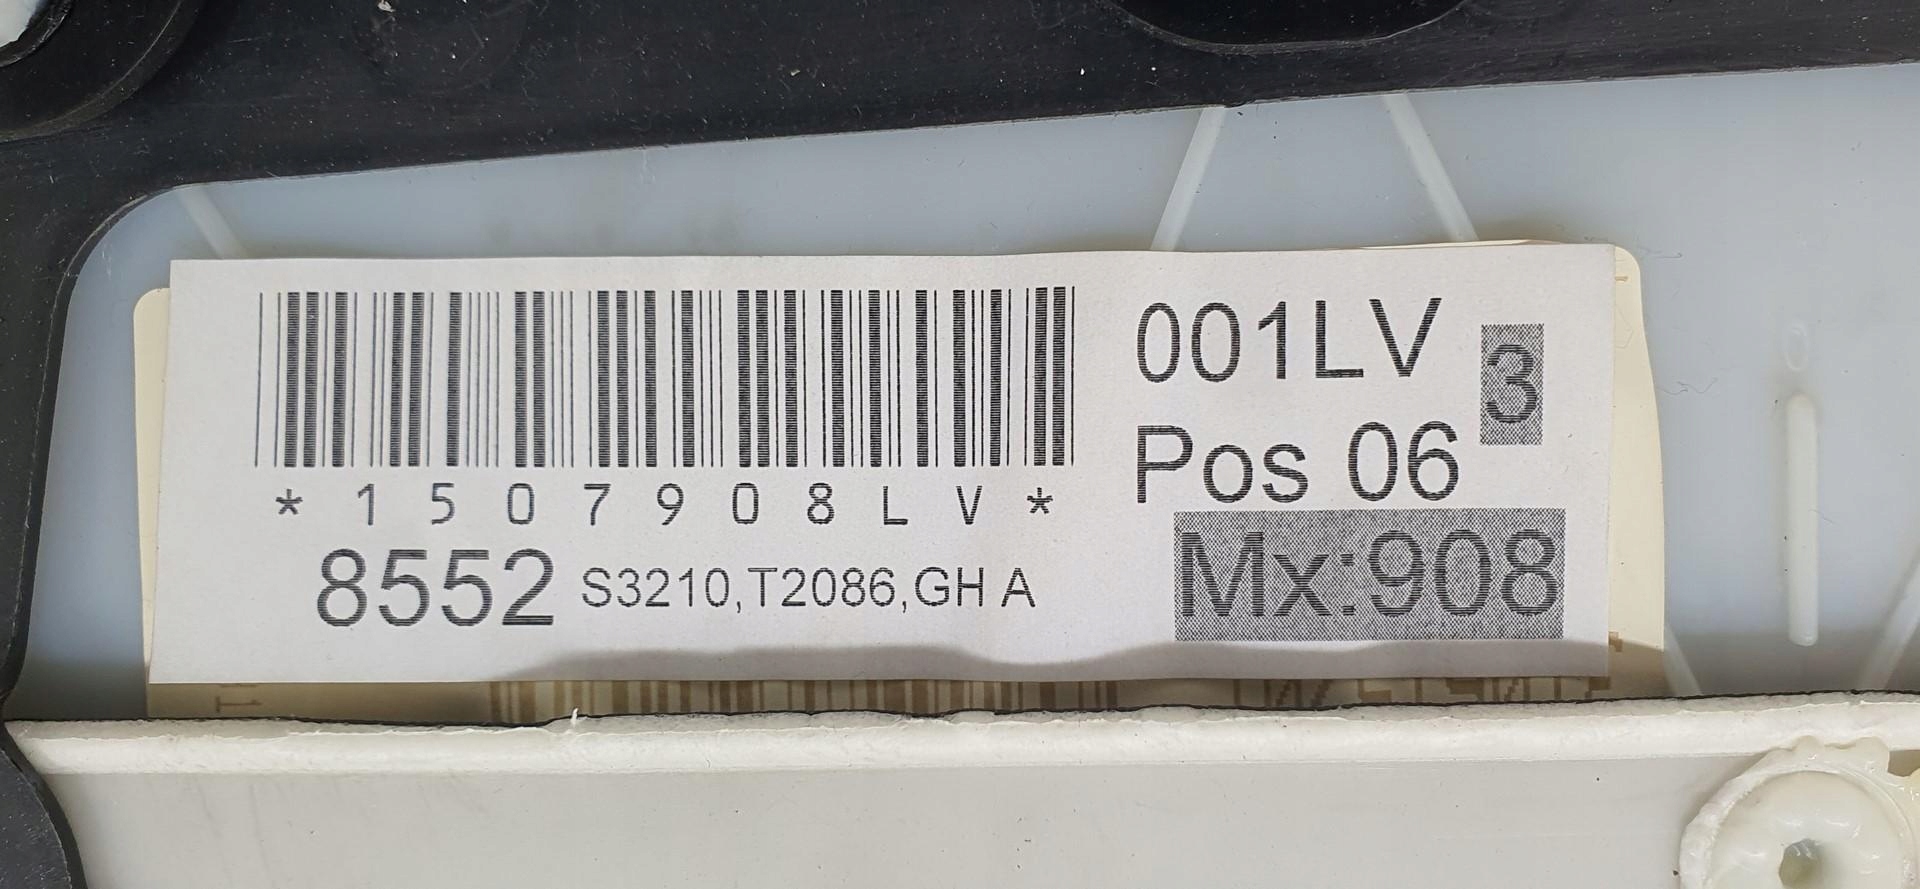 *1507908LV*
8552 S3210,T2086,GH A
001LV
3
Pos 06
Mx:908